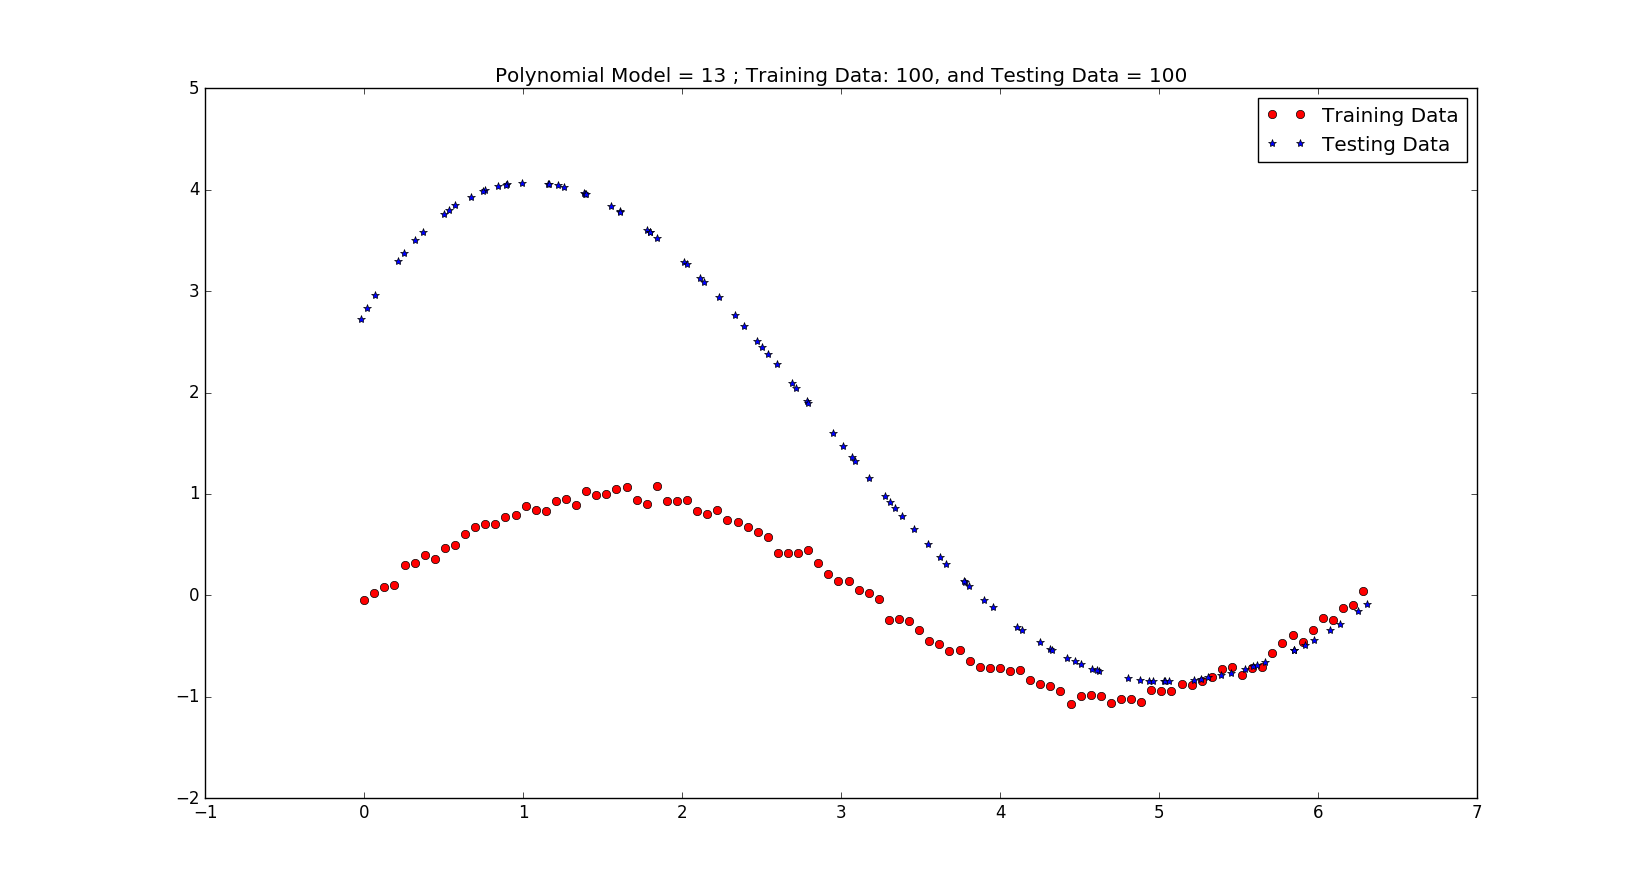 Polynomial Model = 13 ; Training Data: 100, and Testing Data = 100
5
4
3
2
1
0
−1
−2
−1 0 1 2 3 4 5 6 7
Training Data
Testing Data